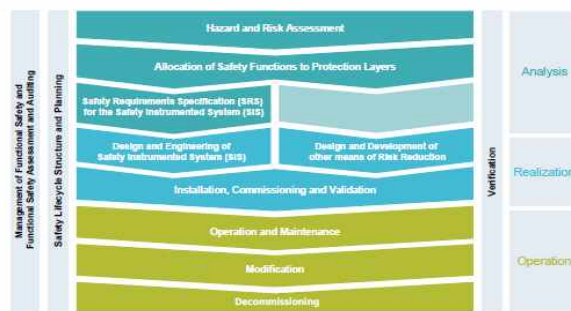 Management of Functional Safety and
Functional Safety Assessment and Auditing
Safety Lifecycle Structure and Planning
Hazard and Risk Assessment
Allocation of Safety Functions to Protection Layers
Safety Requirements Specification (SRS)
for the Safety Instrumented System (SIS)
Design and Engineering of
Safety Instrumented System (SIS)
Design and Development of
other means of Risk Reduction
Installation, Commissioning and Validation
Operation and Maintenance
Modification
Decommissioning
Verification
Analysis
Realization
Operation